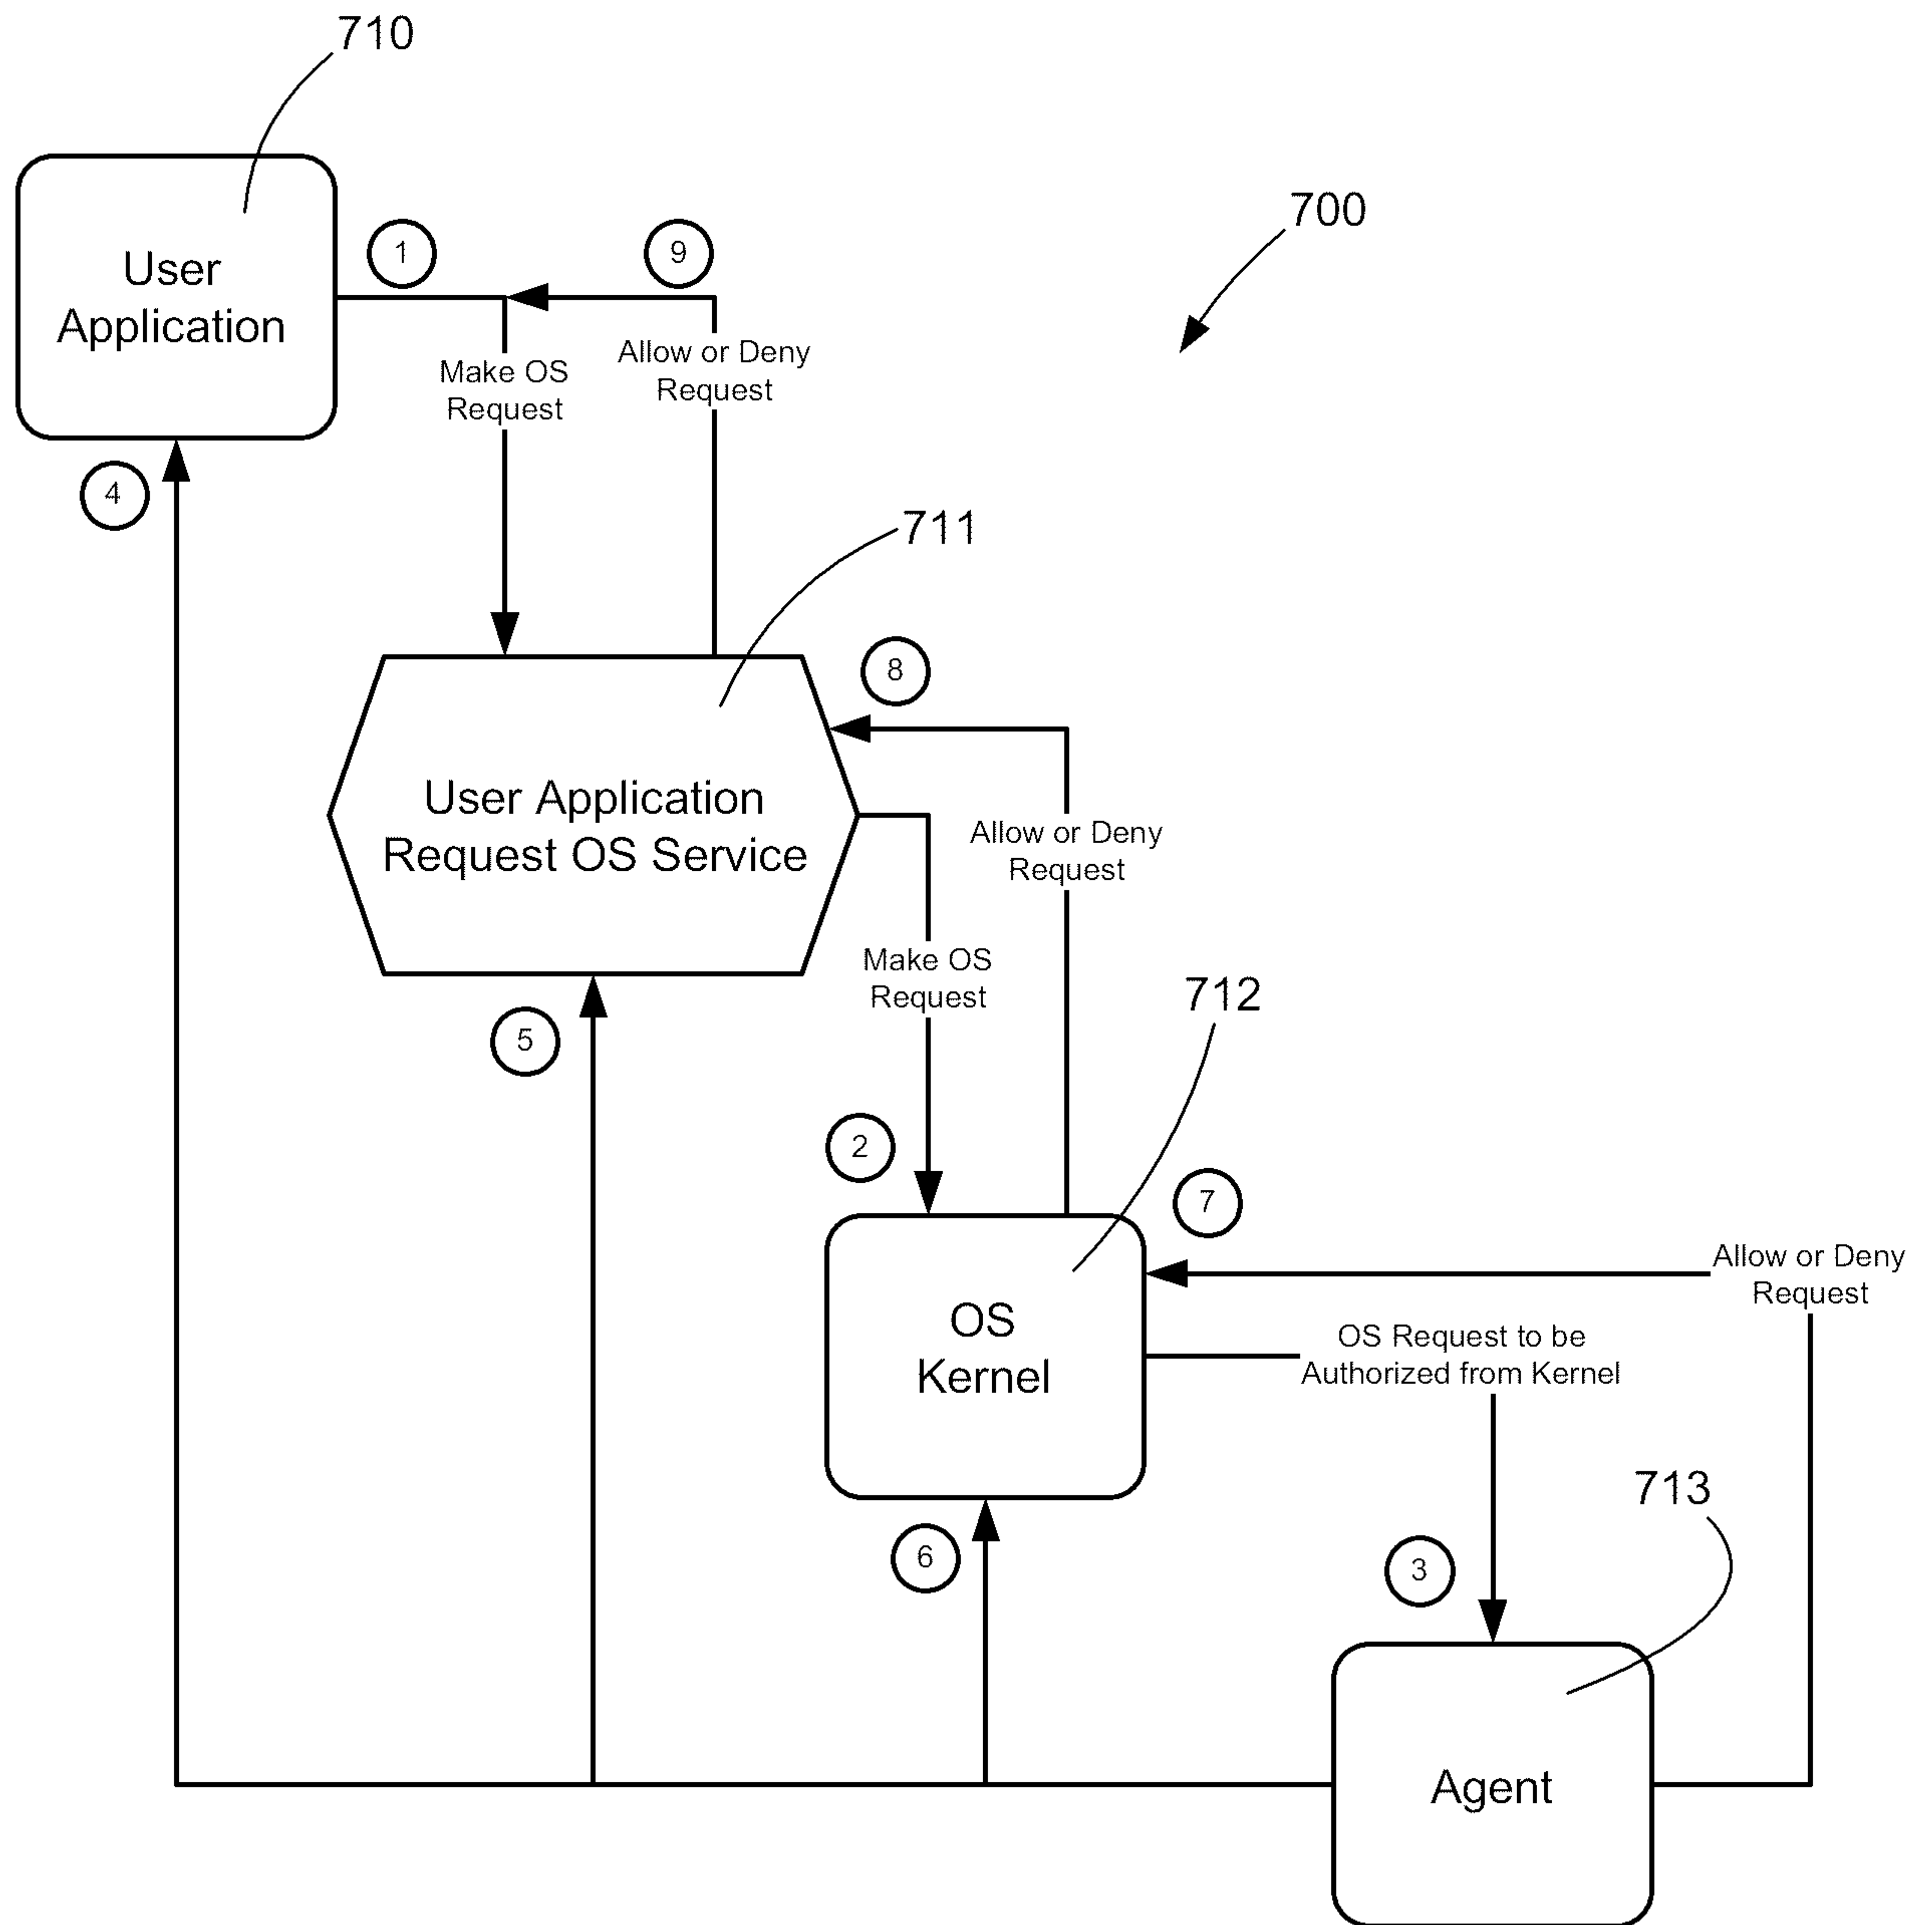 710
700
1
9
User
Application
Make OS
Request
Allow or Deny
Request
4
711
8
User Application
Request OS Service
Allow or Deny
Request
Make OS
Request
712
5
2
7
Allow or Deny
Request
OS
Kernel
OS Request to be
Authorized from Kernel
713
6
3
Agent